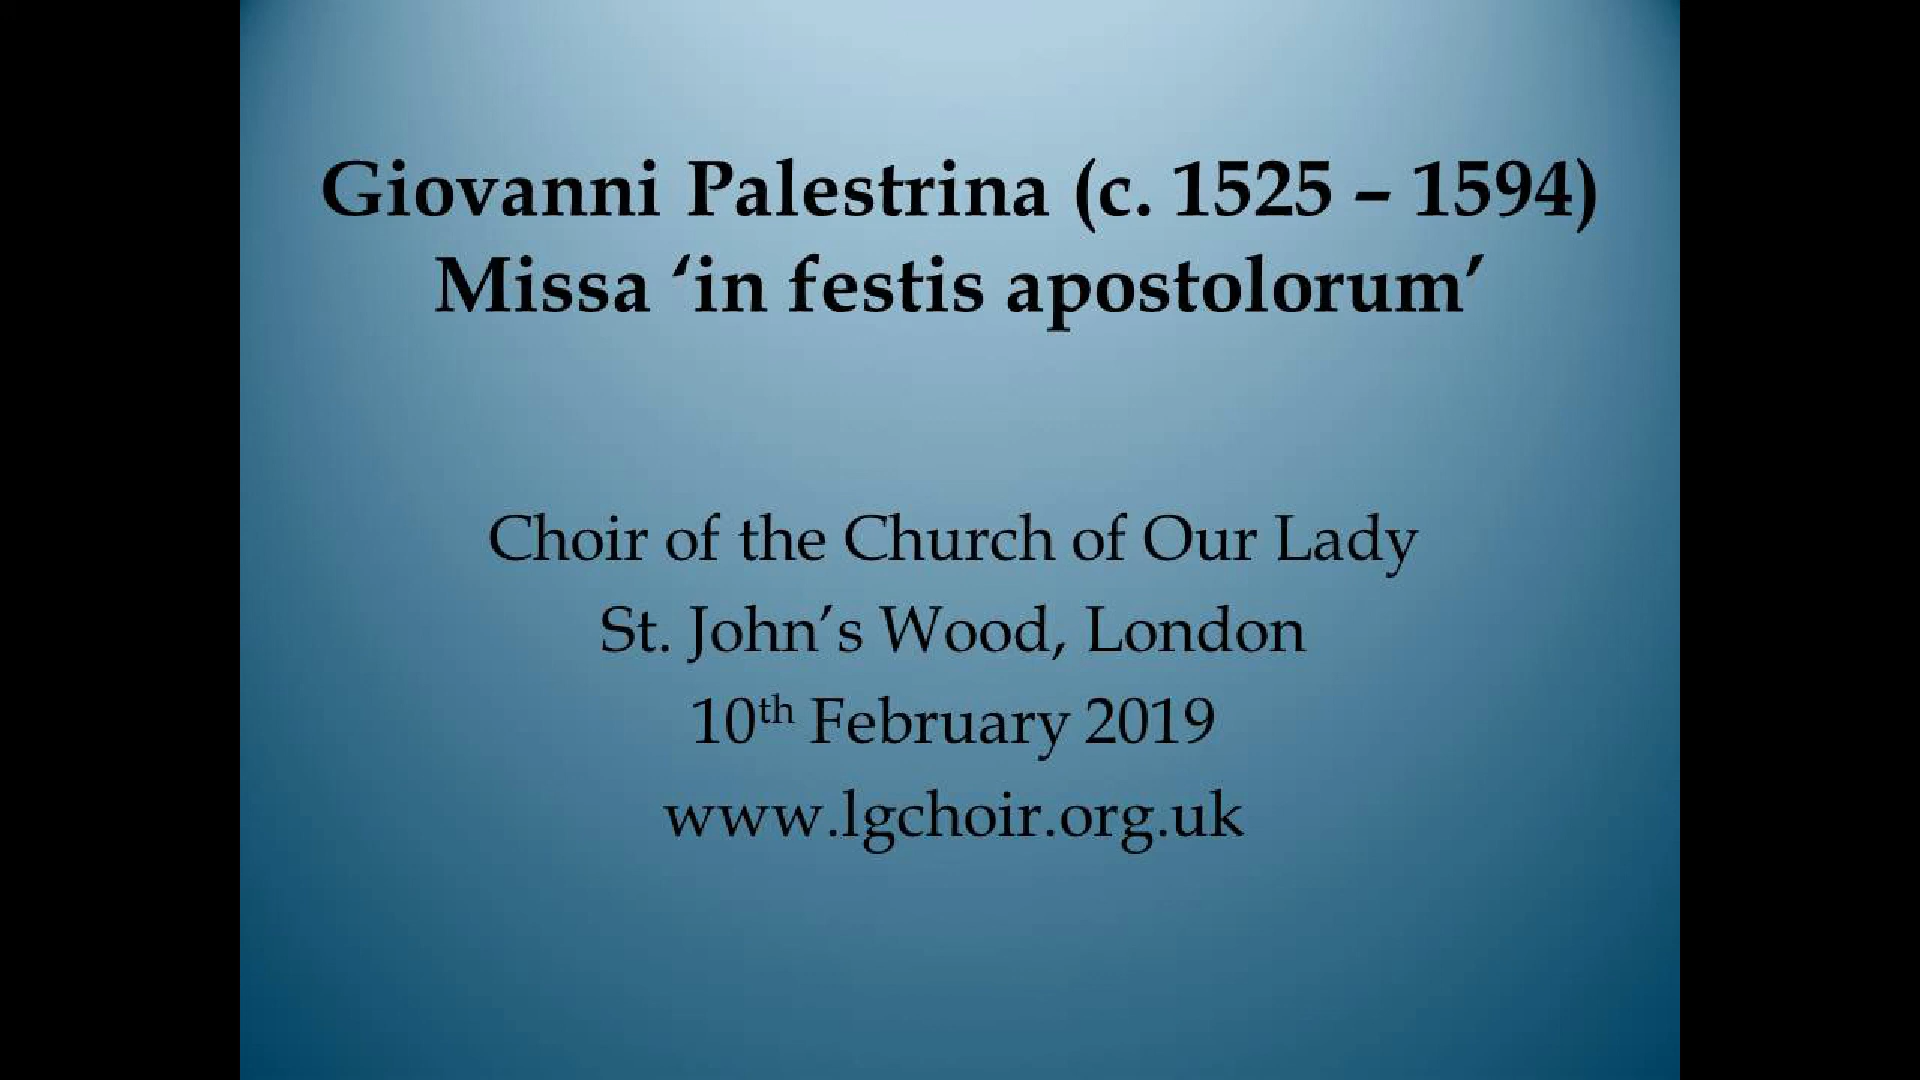 Giovanni Palestrina (c. 1525 – 1594)
Missa ‘in festis apostolorum’
Choir of the Church of Our Lady
St. John’s Wood, London
10th February 2019
www.lgchoir.org.uk